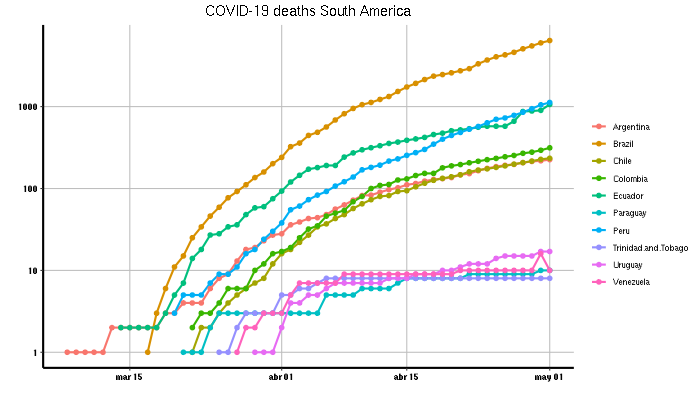 COVID-19 deaths South America
1000
100
10
1
mar 15
abr 01
abr 15
may 01
Argentina
Brazil
Chile
Colombia
Ecuador
Paraguay
Peru
Trinidad.and.Tobago
Uruguay
Venezuela